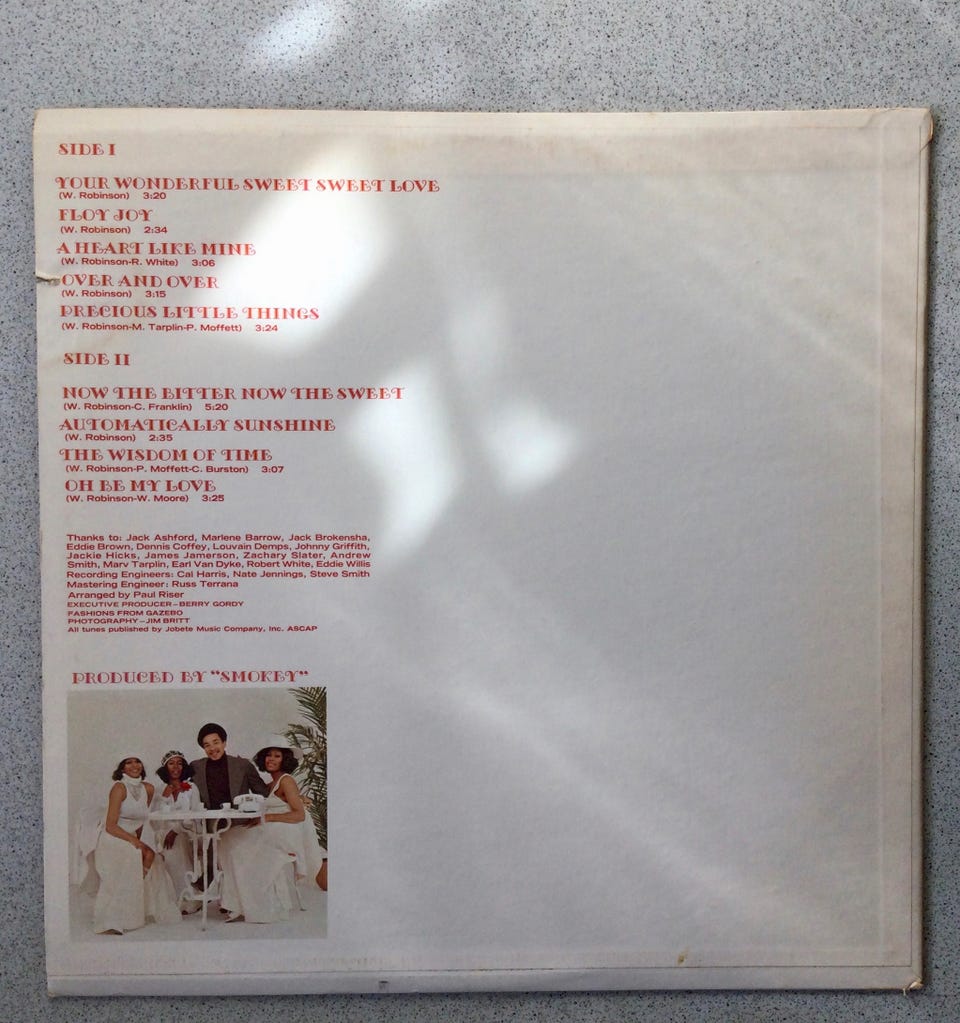 SIDE I
YOUR WONDERFUL SWEET SWEET LOVE
(W. Robinson) 3:20
FLOY JOY
(W. Robinson) 2:34
A HEART LIKE MINE
(W. Robinson-R. White) 3:06
OVER AND OVER
(W. Robinson) 3:15
PRECIOUS LITTLE THINGS
(W. Robinson-M. Tarplin-P. Moffett) 3:24
SIDE II
NOW THE BITTER NOW THE SWEET
(W. Robinson-C. Franklin) 5:20
AUTOMATICALLY SUNSHINE
(W. Robinson) 2:35
THE WISDOM OF TIME
(W. Robinson-P. Moffett-C. Burston) 3:07
OH BE MY LOVE
(W. Robinson-W. Moore) 3:25
Thanks to: Jack Ashford, Marlene Barrow, Jack Brokensha,
Eddie Brown, Dennis Coffey, Louvain Demps, Johnny Griffith,
Jackie Hicks, James Jamerson, Zachary Slater, Andrew
Smith, Marv Tarplin, Earl Van Dyke, Robert White, Eddie Willis
Recording Engineers: Cal Harris, Nate Jennings, Steve Smith
Mastering Engineer: Russ Terrana
Arranged by Paul Riser
EXECUTIVE PRODUCER—BERRY GORDY
FASHIONS FROM GAZEBO
PHOTOGRAPHY—JIM BRITT
All tunes published by Jobete Music Company, Inc. ASCAP
PRODUCED BY "SMOKEY"